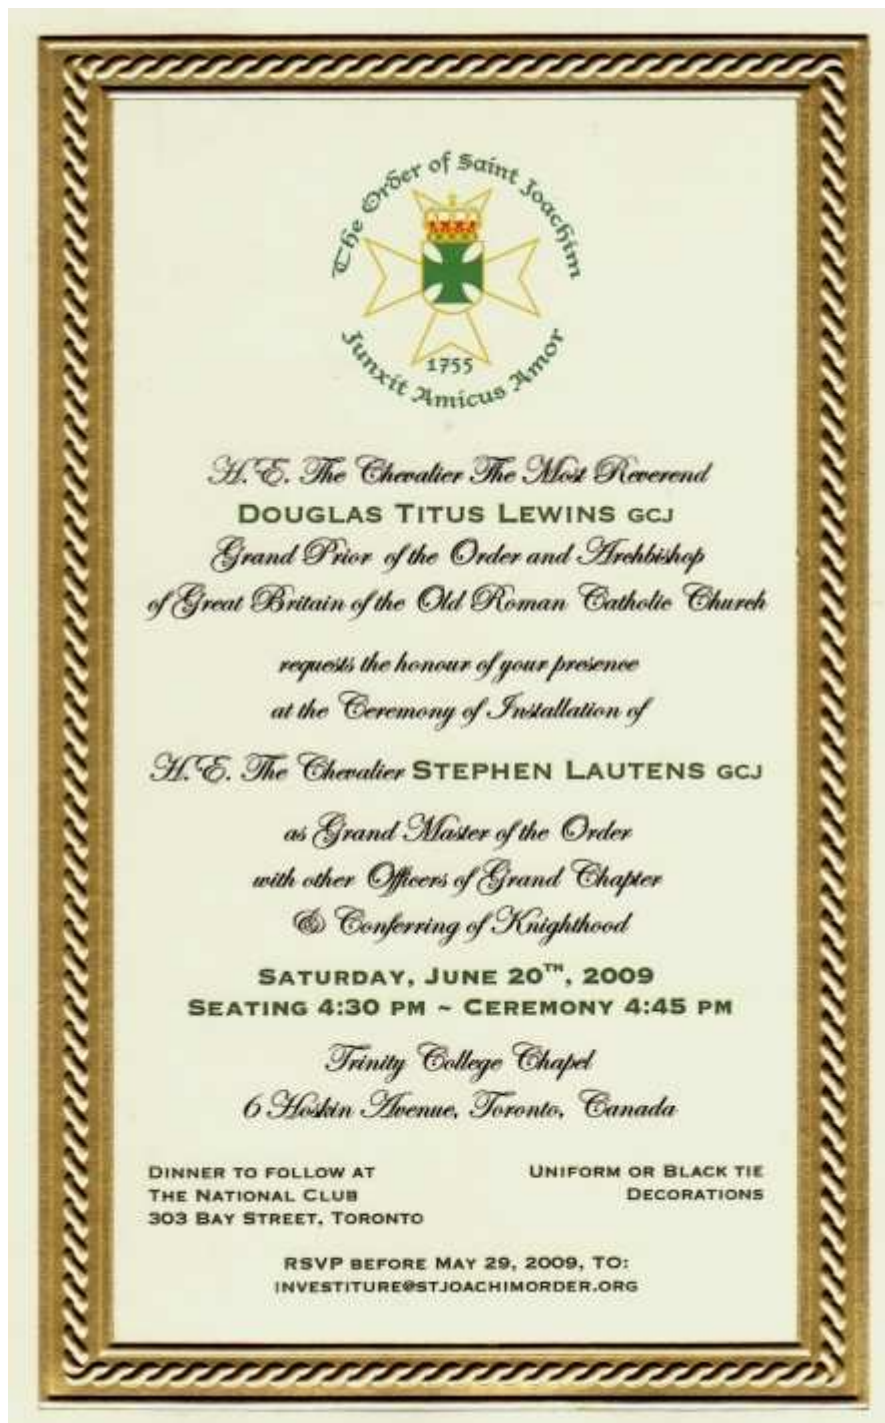 The Order of Saint Joachim
1755
Junxit Amicus Amor
H.E. The Chevalier The Most Reverend
DOUGLAS TITUS LEWINS GCJ
Grand Prior of the Order and Archbishop
of Great Britain of the Old Roman Catholic Church
requests the honour of your presence
at the Ceremony of Installation of
H.E. The Chevalier STEPHEN LAUTENS GCJ
as Grand Master of the Order
with other Officers of Grand Chapter
& Conferring of Knighthood
SATURDAY, JUNE 20TH, 2009
SEATING 4:30 PM ~ CEREMONY 4:45 PM
Trinity College Chapel
6 Hoskin Avenue, Toronto, Canada
DINNER TO FOLLOW AT
THE NATIONAL CLUB
303 BAY STREET, TORONTO
UNIFORM OR BLACK TIE
DECORATIONS
RSVP BEFORE MAY 29, 2009, TO:
INVESTITURE@STJOACHIMORDER.ORG